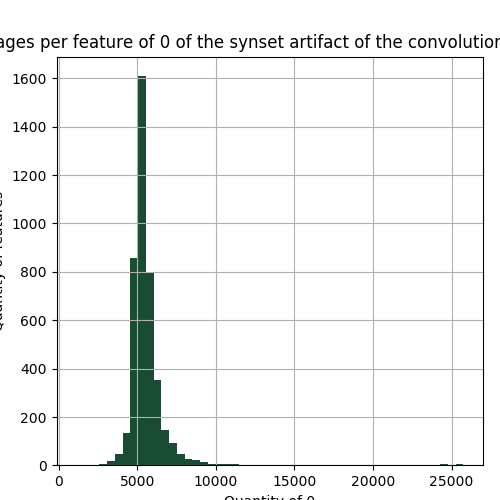 ages per feature of 0 of the synset artifact of the convolution
1600
1400
1200
1000
800
600
400
200
0
Quantity of features
0 5000 10000 15000 20000 25000
Quantity of 0